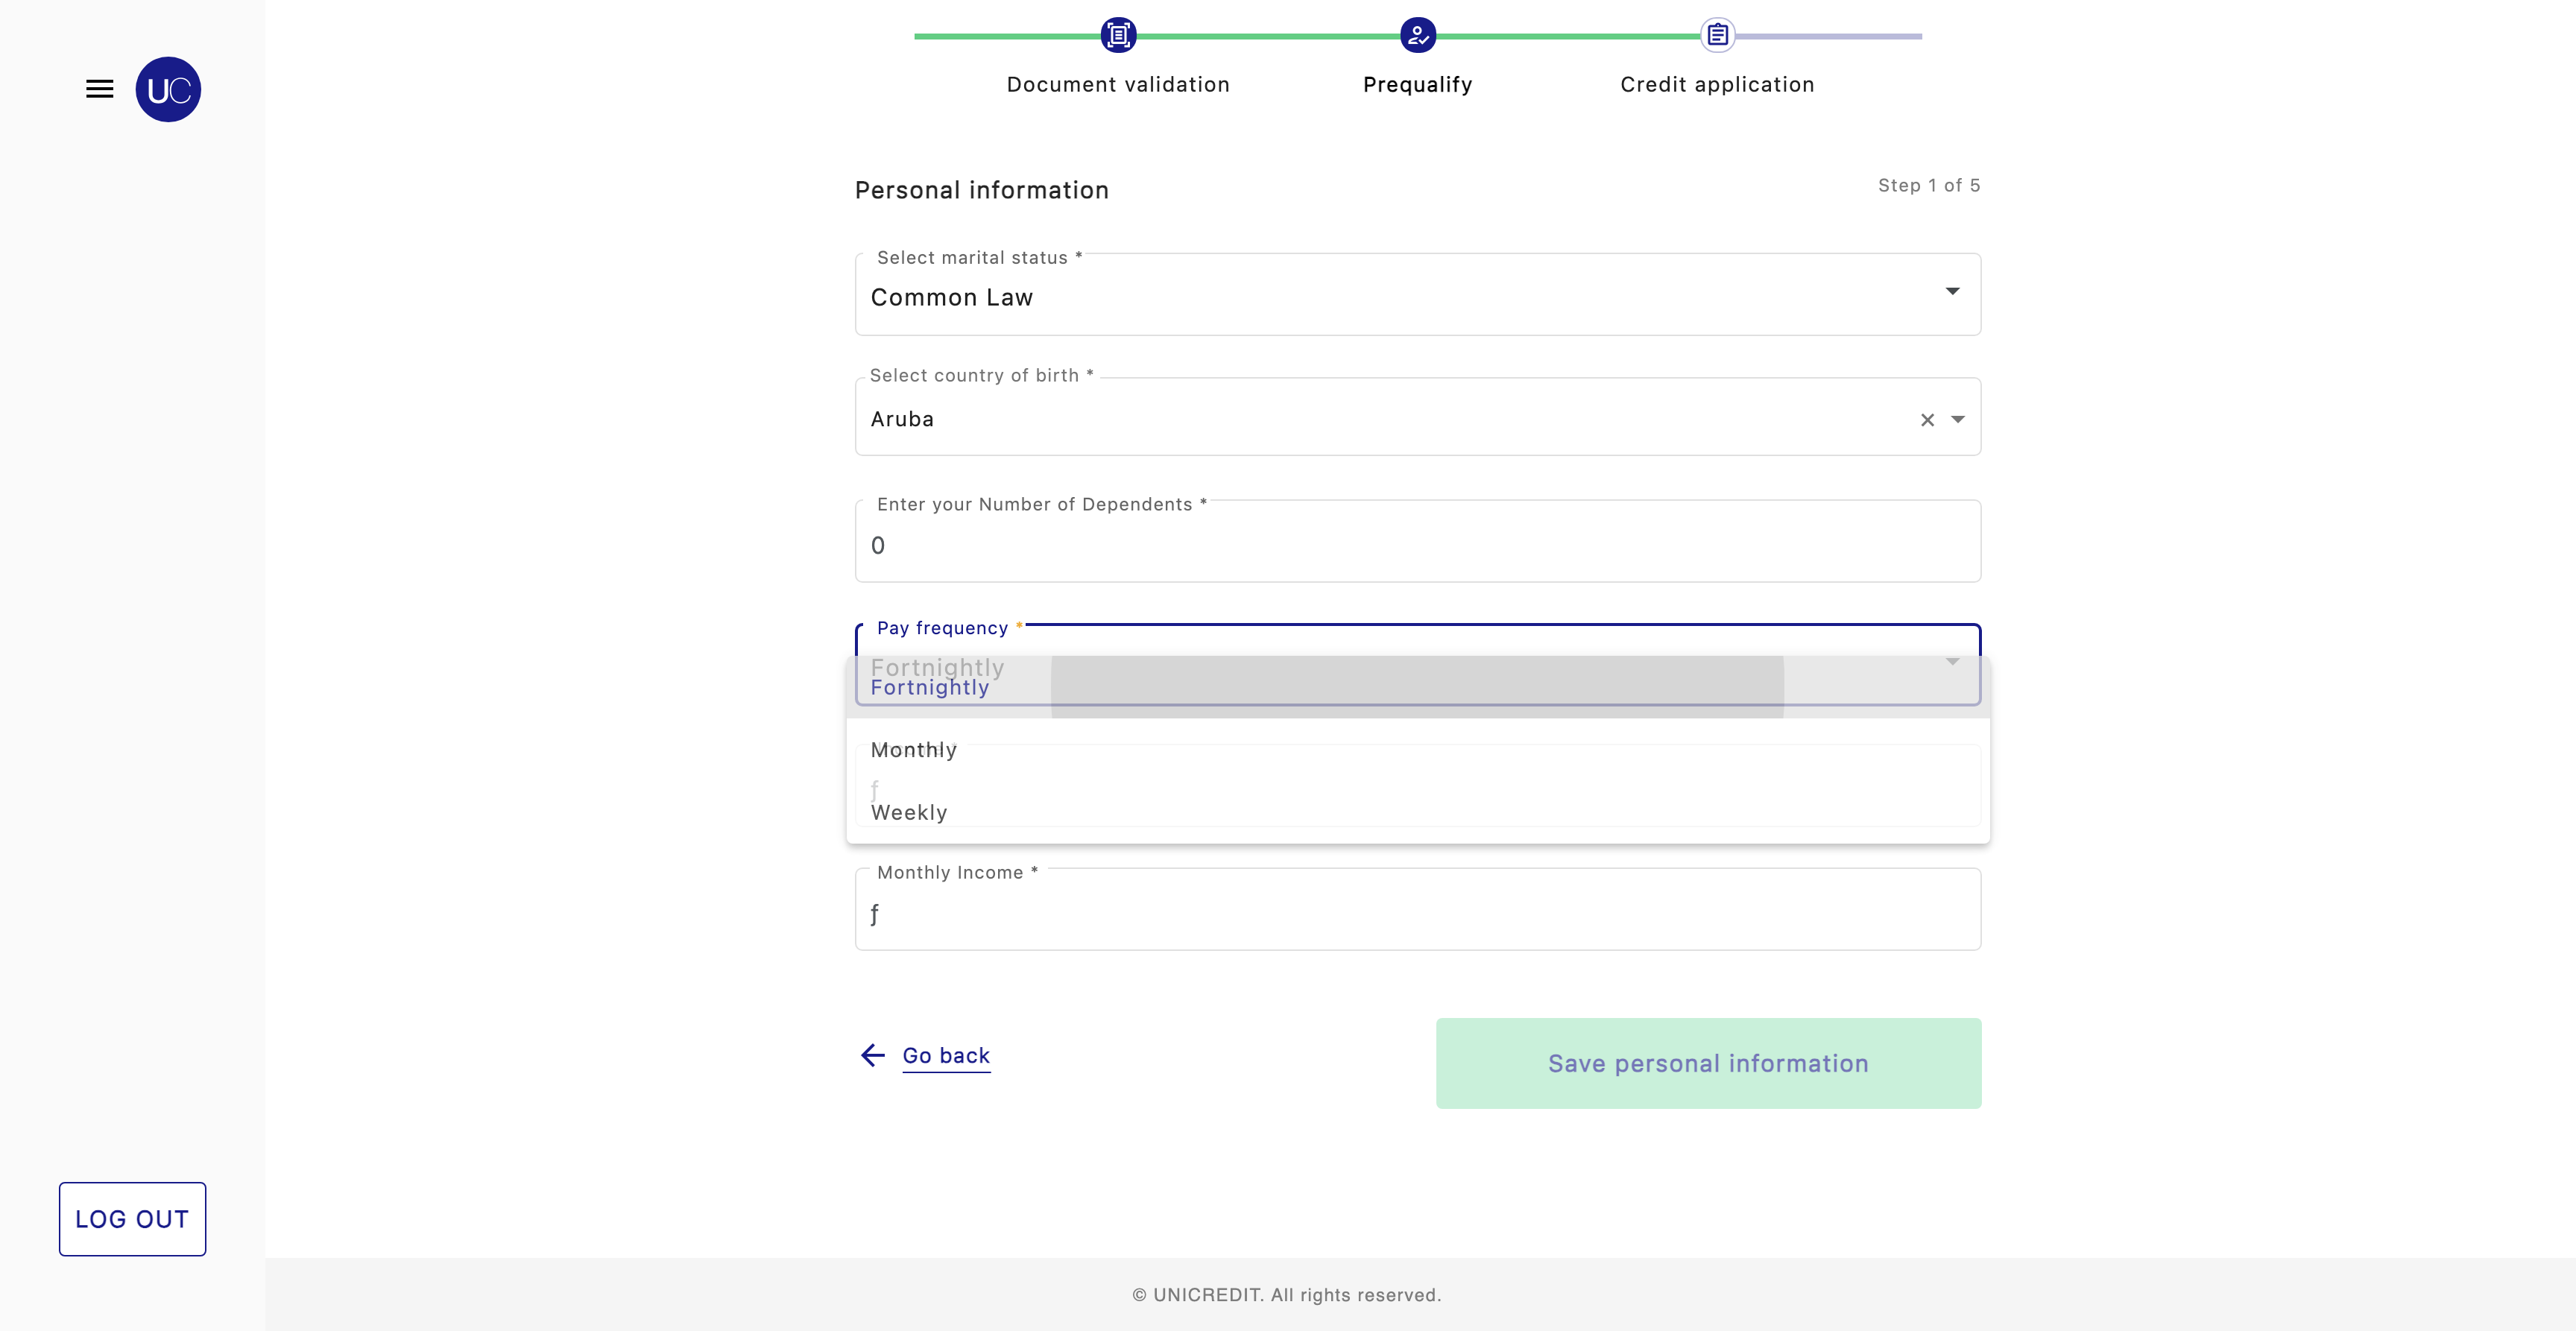 UC
Document validation
Prequalify
Credit application
Personal information
Step 1 of 5
Select marital status *
Common Law
Select country of birth *
Aruba
Enter your Number of Dependents *
0
Pay frequency *
Fortnightly
Fortnightly
Monthly
ƒ
Weekly
Monthly Income *
ƒ
Go back
Save personal information
LOG OUT
© UNICREDIT. All rights reserved.